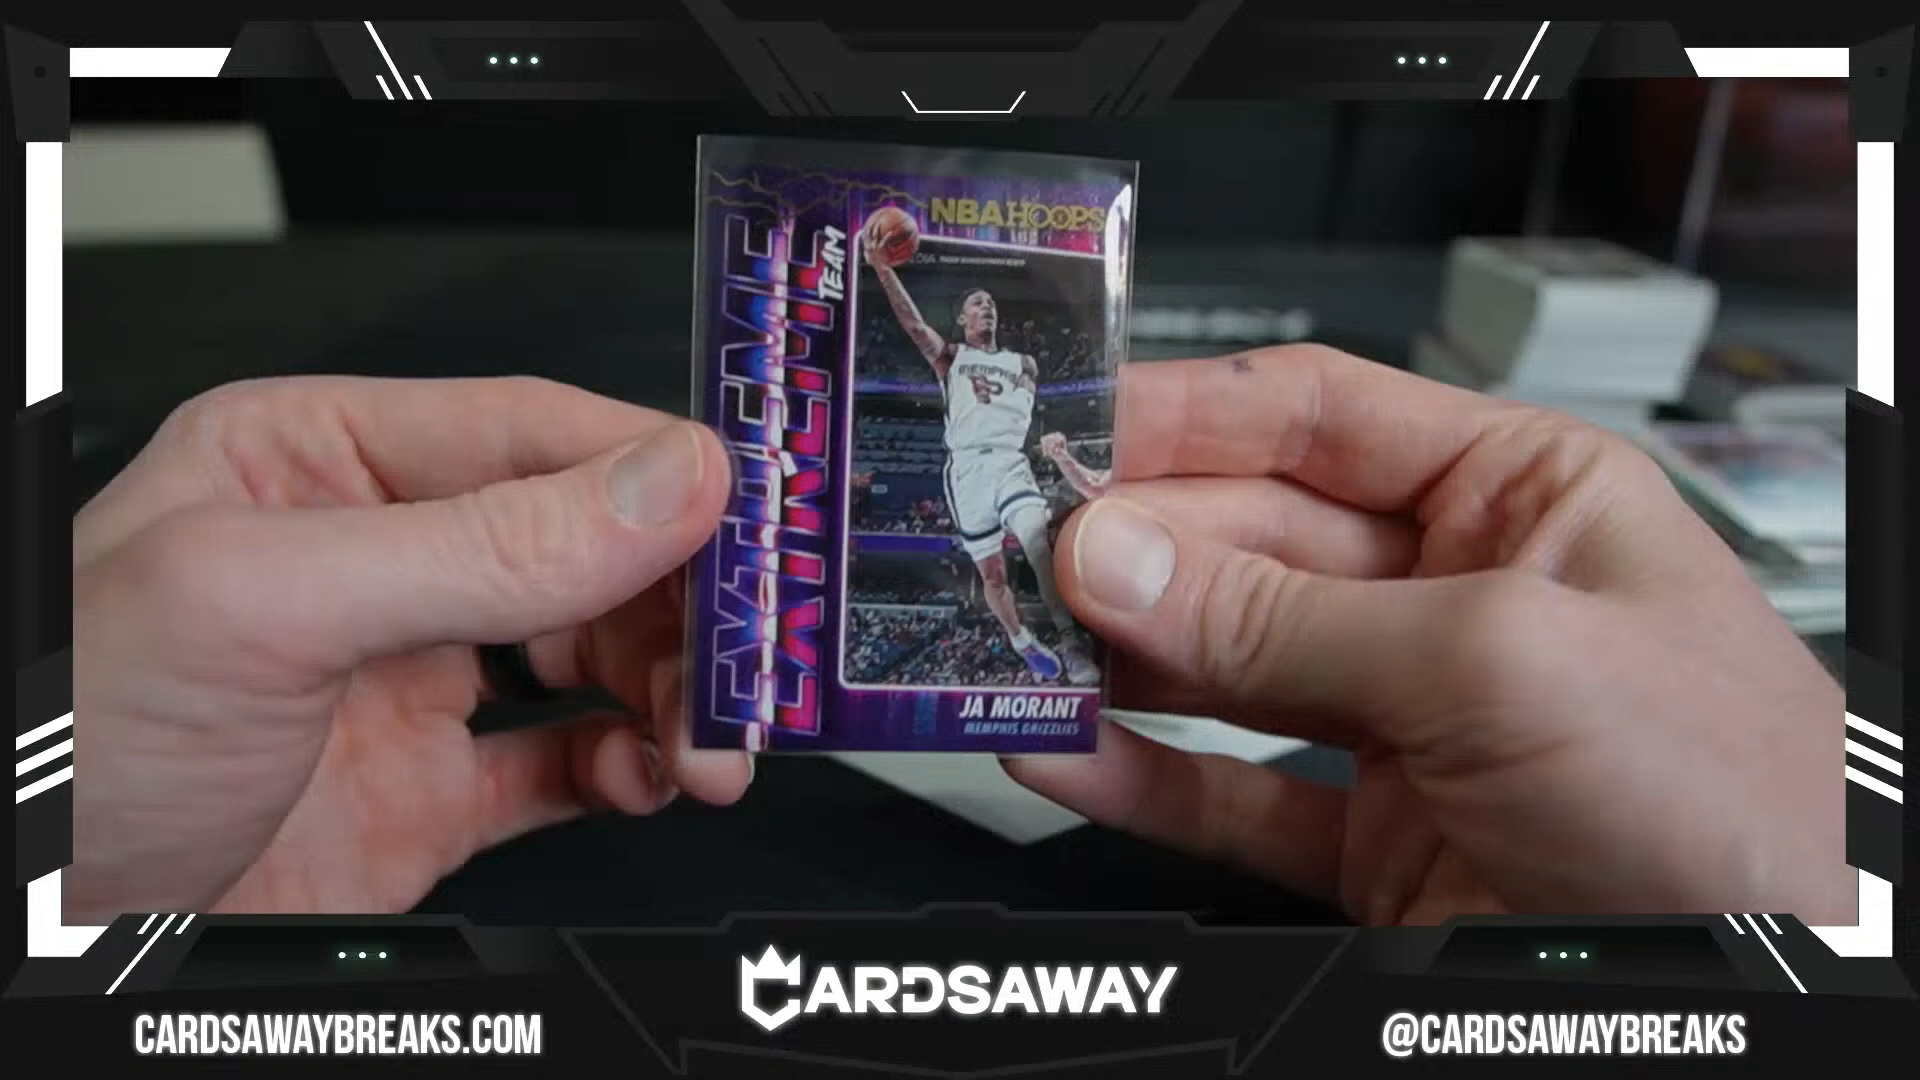 NBA HOOPS
EXTREME
TEAM
MEMPHIS
JA MORANT
MEMPHIS GRIZZLIES
CARDSAWAY
CARDSAWAYBREAKS.COM
@CARDSAWAYBREAKS